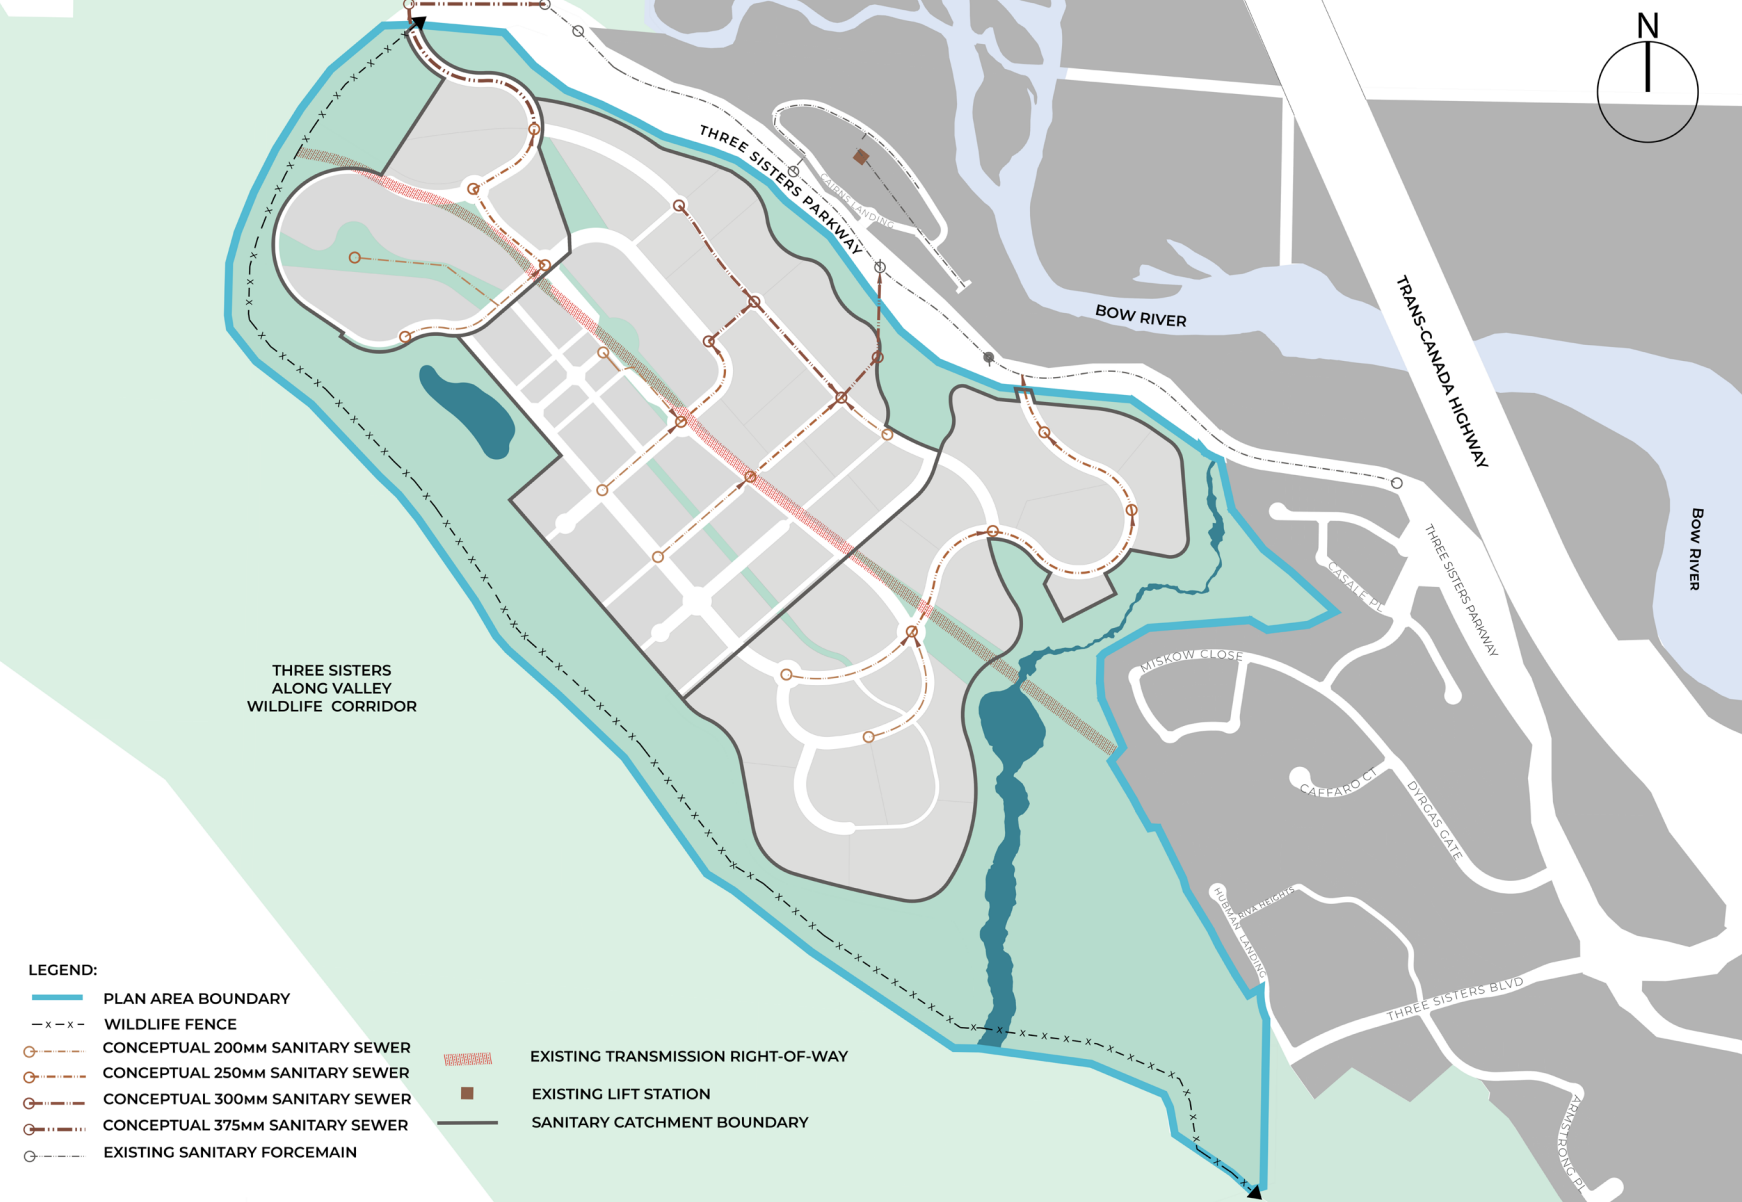 N
THREE SISTERS PARKWAY
CAIRNS LANDING
BOW RIVER
TRANS-CANADA HIGHWAY
BOW RIVER
THREE SISTERS PARKWAY
CASALE PL
MISKOW CLOSE
THREE SISTERS
ALONG VALLEY
WILDLIFE CORRIDOR
CAFFARO CT
DYRGAS GATE
HUBMAN LANDING
RIVA HEIGHTS
THREE SISTERS BLVD
ARMSTRONG PL
LEGEND:
PLAN AREA BOUNDARY
WILDLIFE FENCE
CONCEPTUAL 200MM SANITARY SEWER
CONCEPTUAL 250MM SANITARY SEWER
CONCEPTUAL 300MM SANITARY SEWER
CONCEPTUAL 375MM SANITARY SEWER
EXISTING SANITARY FORCEMAIN
EXISTING TRANSMISSION RIGHT-OF-WAY
EXISTING LIFT STATION
SANITARY CATCHMENT BOUNDARY